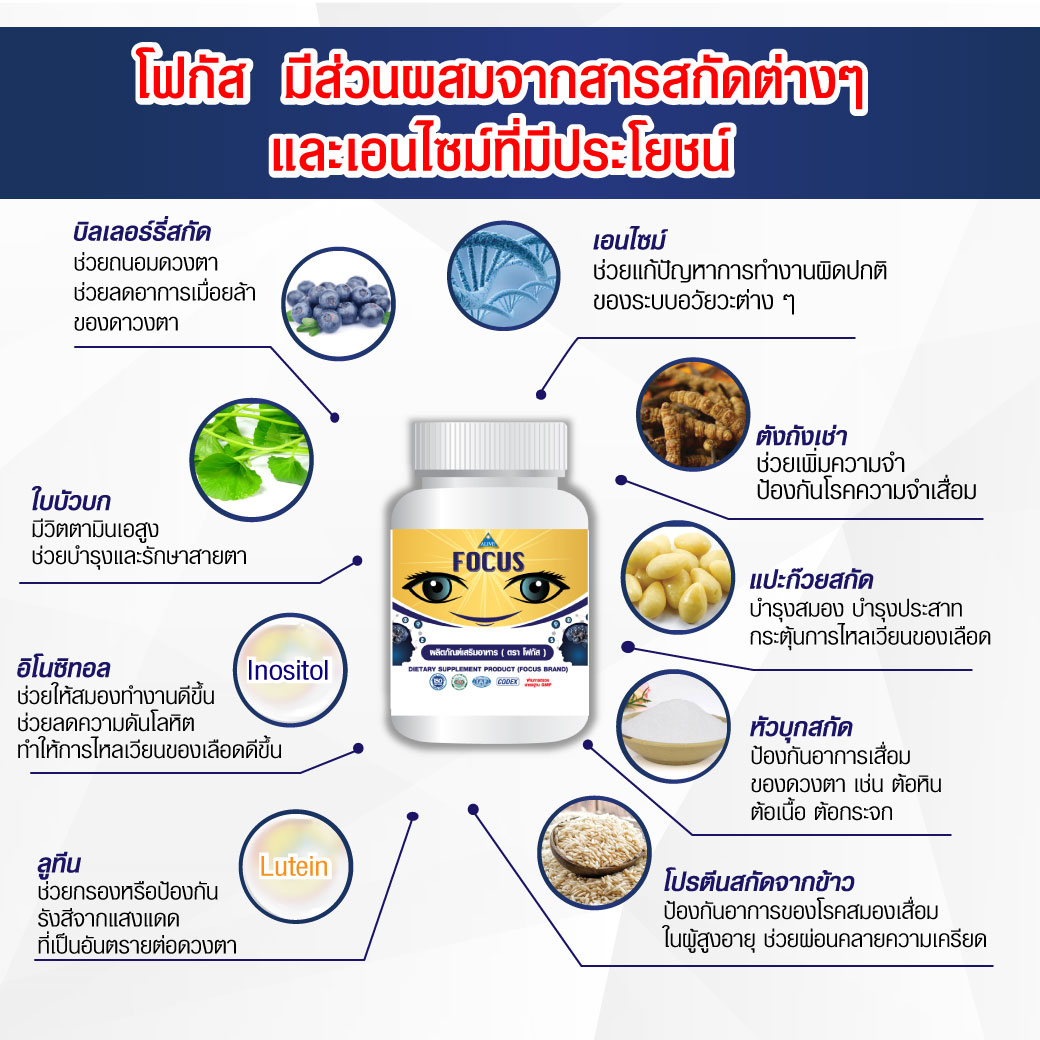 โฟกัส มีส่วนผสมจากสารสกัดต่างๆ
และเอนไซม์ที่มีประโยชน์
บิลเลอร์รี่สกัด
ช่วยถนอมดวงตา
ช่วยลดอาการเมื่อยล้า
ของดาวงตา
เอนไซม์
ช่วยแก้ปัญหาการทำงานผิดปกติ
ของระบบอวัยวะต่าง ๆ
ตังถังเช่า
ช่วยเพิ่มความจำ
ป้องกันโรคความจำเสื่อม
ใบบัวบก
มีวิตตามินเอสูง
ช่วยบำรุงและรักษาสายตา
แปะก๊วยสกัด
บำรุงสมอง บำรุงประสาท
กระตุ้นการไหลเวียนของเลือด
อิโนซิทอล
ช่วยให้สมองทำงานดีขึ้น
ช่วยลดความดันโลหิต
ทำให้การไหลเวียนของเลือดดีขึ้น
Inositol
หัวบุกสกัด
ป้องกันอาการเสื่อม
ของดวงตา เช่น ต้อหิน
ต้อเนื้อ ต้อกระจก
ลูทีน
ช่วยกรองหรือป้องกัน
รังสีจากแสงแดด
ที่เป็นอันตรายต่อดวงตา
Lutein
โปรตีนสกัดจากข้าว
ป้องกันอาการของโรคสมองเสื่อม
ในผู้สูงอายุ ช่วยผ่อนคลายความเครียด
ALIVE
FOCUS
ผลิตภัณฑ์เสริมอาหาร ( ตรา โฟกัส )
DIETARY SUPPLEMENT PRODUCT (FOCUS BRAND)
ISO
IAF
CODEX